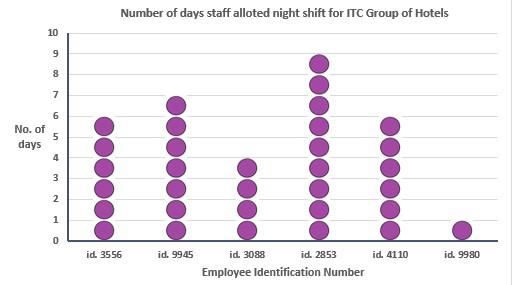 Number of days staff alloted night shift for ITC Group of Hotels
10
9
8
7
6
5
4
3
2
1
0
No. of
days
id. 3556 id. 9945 id. 3088 id. 2853 id. 4110 id. 9980
Employee Identification Number